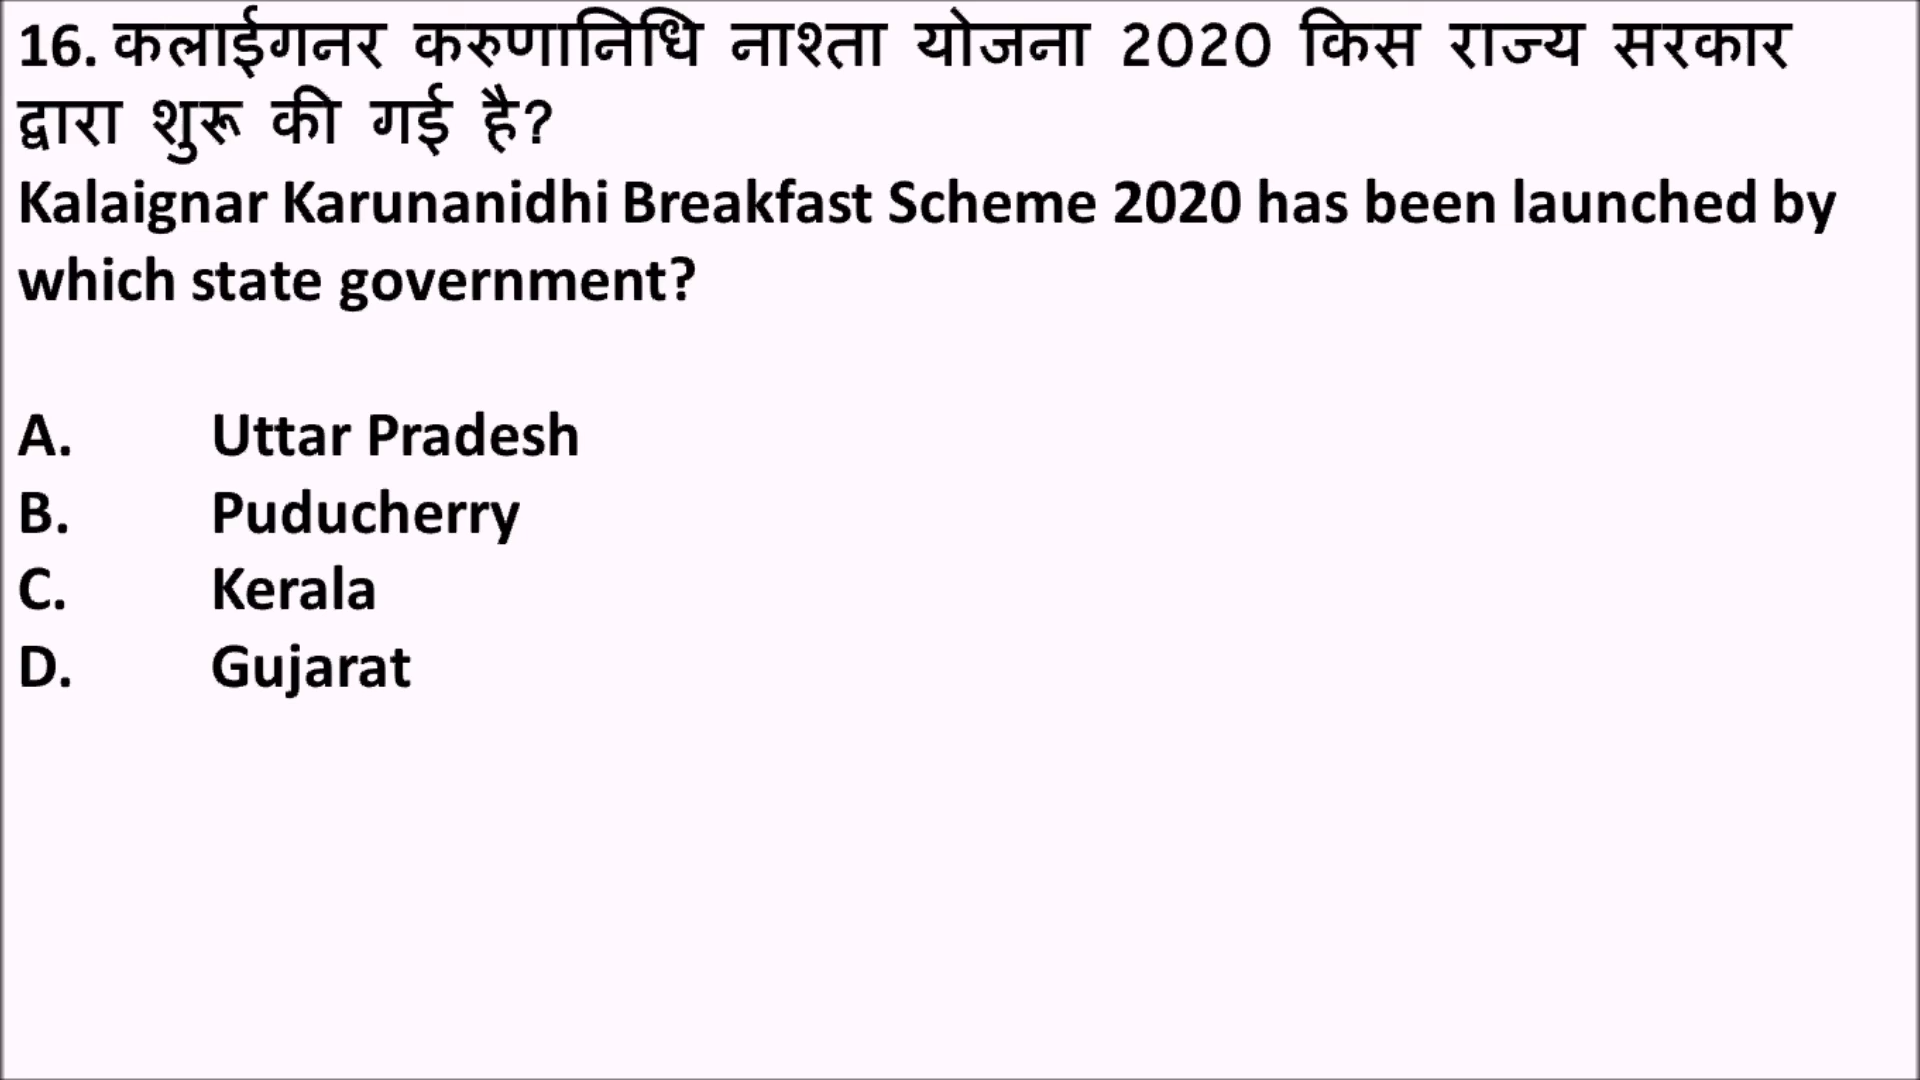 16. कलाईगनर करुणानिधि नाश्ता योजना 2020 किस राज्य सरकार
द्वारा शुरू की गई है?
Kalaignar Karunanidhi Breakfast Scheme 2020 has been launched by
which state government?
A. Uttar Pradesh
B. Puducherry
C. Kerala
D. Gujarat